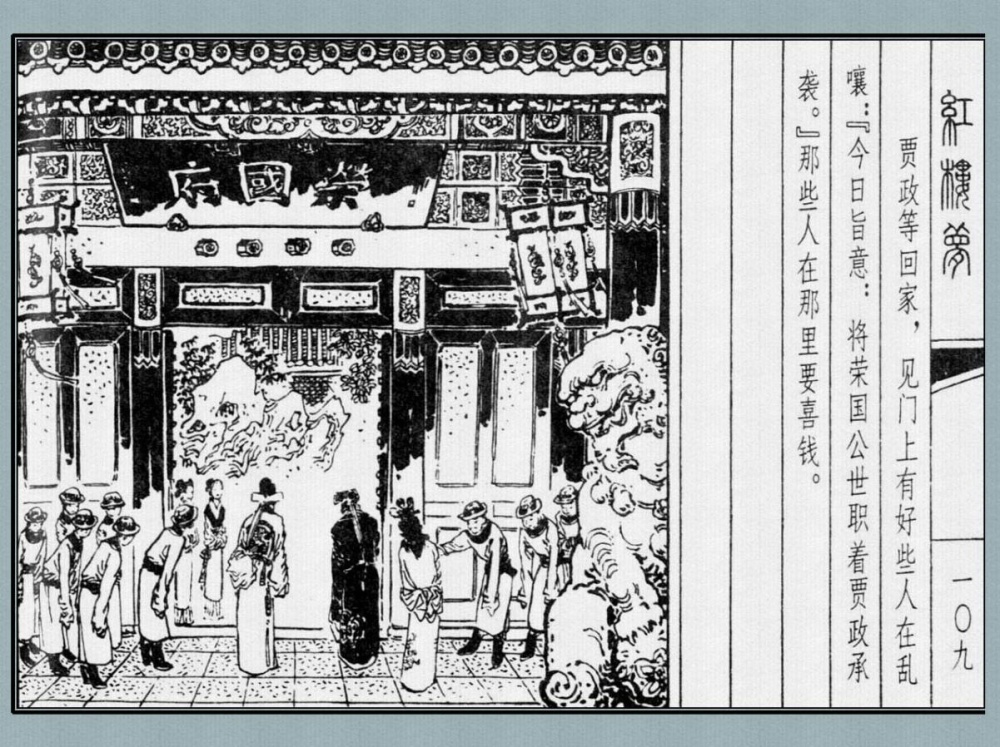 紅樓夢
一〇九
贾政等回家，见门上有好些人在乱
嚷：『今日旨意：将荣国公世职着贾政承
袭。』那些人在那里要喜钱。
榮國府